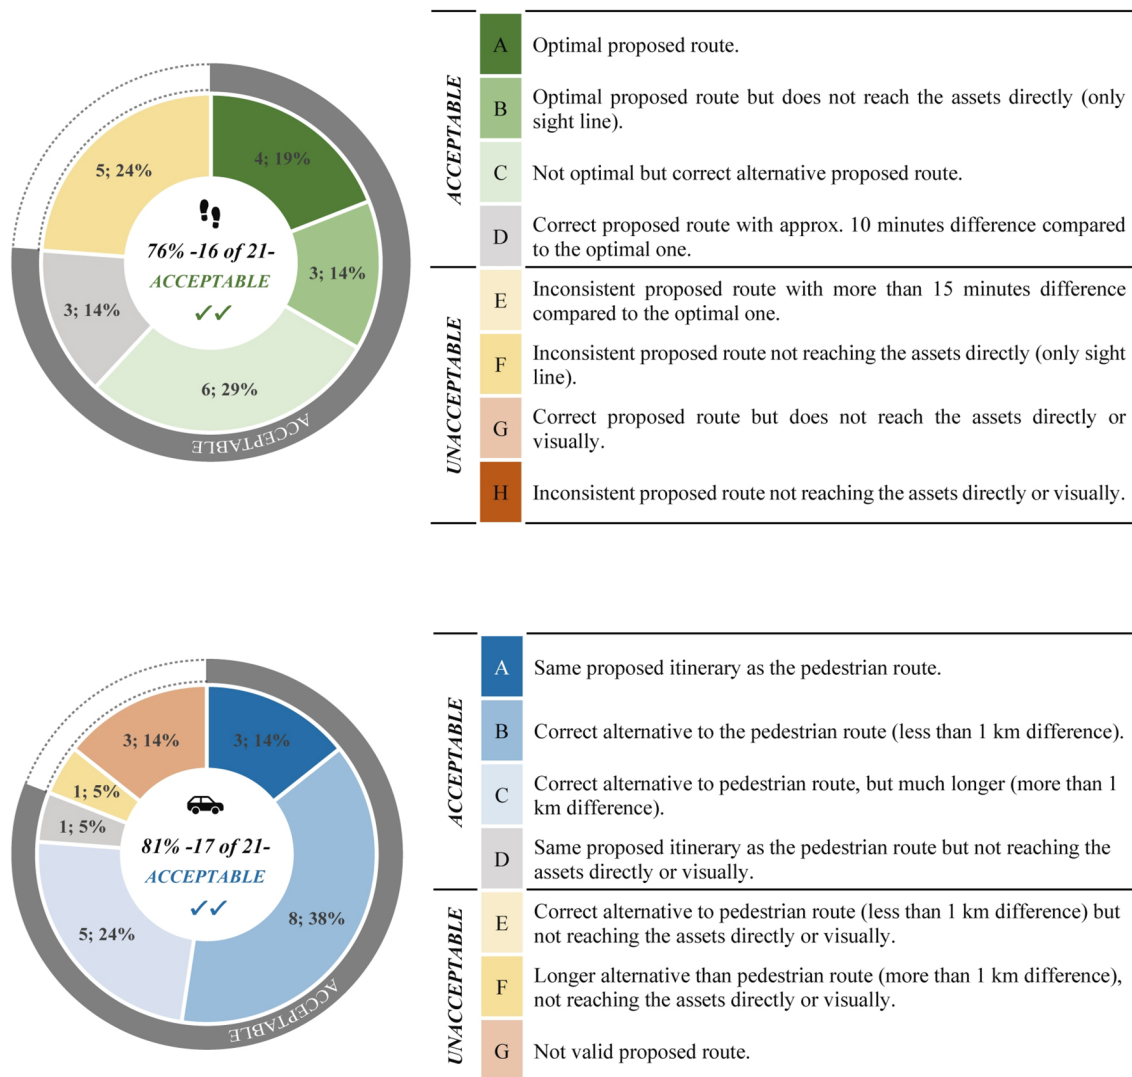 4; 19%
3; 14%
6; 29%
3; 14%
5; 24%
76% -16 of 21-
ACCEPTABLE
ACCEPTABLE
ACCEPTABLE
A
Optimal proposed route.
B
Optimal proposed route but does not reach the assets directly (only
sight line).
C
Not optimal but correct alternative proposed route.
D
Correct proposed route with approx. 10 minutes difference compared
to the optimal one.
UNACCEPTABLE
E
Inconsistent proposed route with more than 15 minutes difference
compared to the optimal one.
F
Inconsistent proposed route not reaching the assets directly (only sight
line).
G
Correct proposed route but does not reach the assets directly or
visually.
H
Inconsistent proposed route not reaching the assets directly or visually.
3; 14%
8; 38%
5; 24%
1; 5%
1; 5%
3; 14%
81% -17 of 21-
ACCEPTABLE
ACCEPTABLE
ACCEPTABLE
A
Same proposed itinerary as the pedestrian route.
B
Correct alternative to the pedestrian route (less than 1 km difference).
C
Correct alternative to pedestrian route, but much longer (more than 1
km difference).
D
Same proposed itinerary as the pedestrian route but not reaching the
assets directly or visually.
UNACCEPTABLE
E
Correct alternative to pedestrian route (less than 1 km difference) but
not reaching the assets directly or visually.
F
Longer alternative than pedestrian route (more than 1 km difference),
not reaching the assets directly or visually.
G
Not valid proposed route.